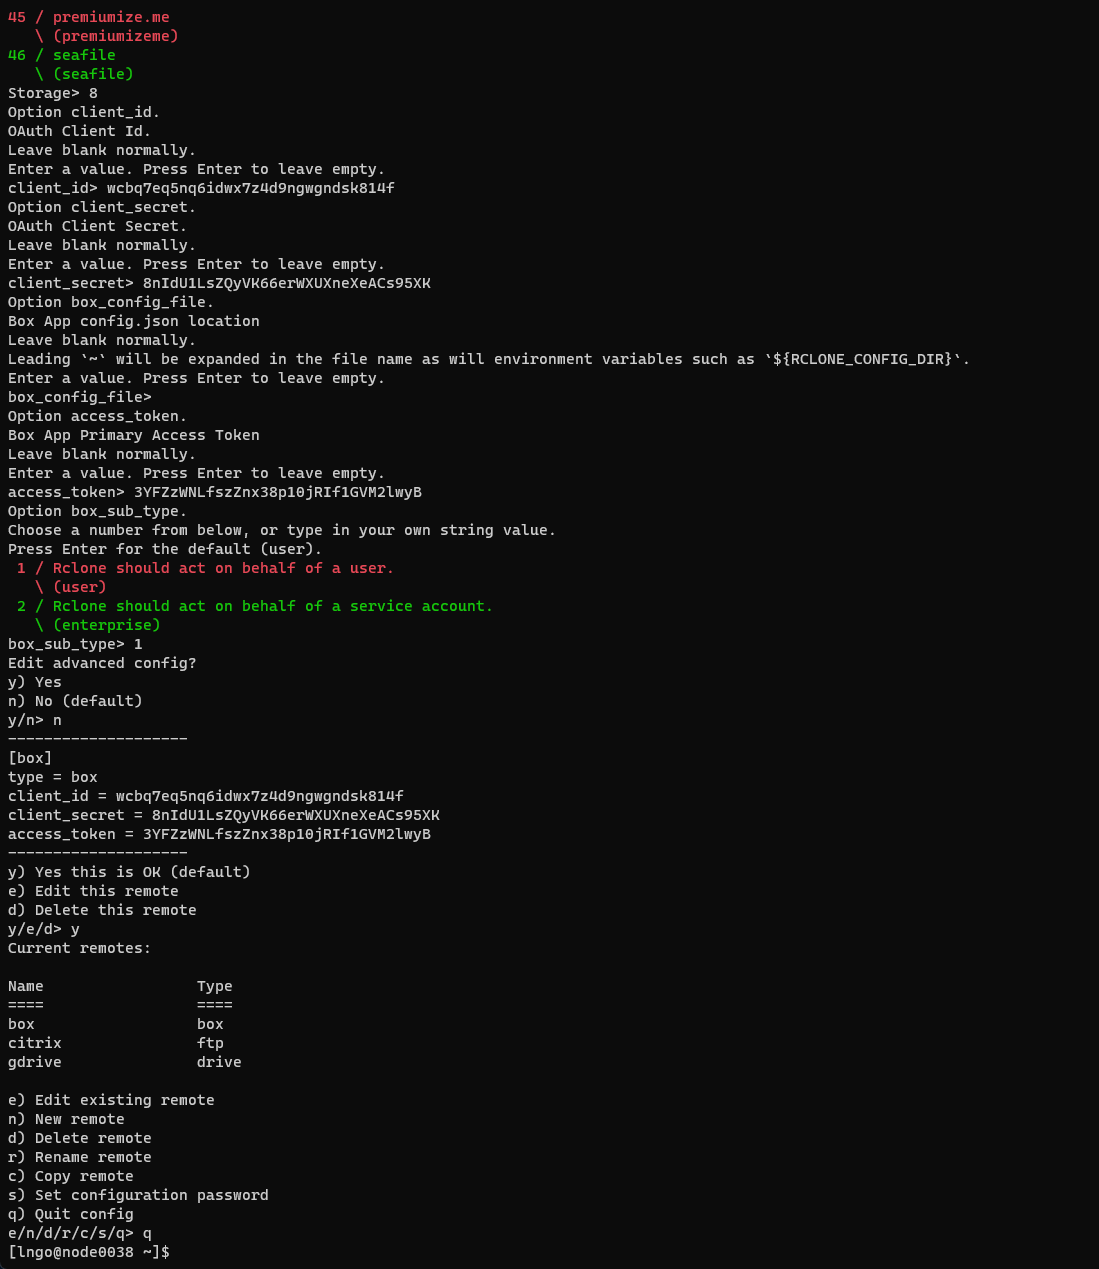 45 / premiumize.me
   \ (premiumizeme)
46 / seafile
   \ (seafile)
Storage> 8
Option client_id.
OAuth Client Id.
Leave blank normally.
Enter a value. Press Enter to leave empty.
client_id> wcbq7eq5nq6idwx7z4d9ngwgndsk814f
Option client_secret.
OAuth Client Secret.
Leave blank normally.
Enter a value. Press Enter to leave empty.
client_secret> 8nIdU1LsZQyVK66erWXUXneXeACs95XK
Option box_config_file.
Box App config.json location
Leave blank normally.
Leading `~` will be expanded in the file name as will environment variables such as `${RCLONE_CONFIG_DIR}`.
Enter a value. Press Enter to leave empty.
box_config_file>
Option access_token.
Box App Primary Access Token
Leave blank normally.
Enter a value. Press Enter to leave empty.
access_token> 3YFZzWNLfszZnx38p10jRIf1GVM2lwyB
Option box_sub_type.
Choose a number from below, or type in your own string value.
Press Enter for the default (user).
 1 / Rclone should act on behalf of a user.
   \ (user)
 2 / Rclone should act on behalf of a service account.
   \ (enterprise)
box_sub_type> 1
Edit advanced config?
y) Yes
n) No (default)
y/n> n
--------------------
[box]
type = box
client_id = wcbq7eq5nq6idwx7z4d9ngwgndsk814f
client_secret = 8nIdU1LsZQyVK66erWXUXneXeACs95XK
access_token = 3YFZzWNLfszZnx38p10jRIf1GVM2lwyB
--------------------
y) Yes this is OK (default)
e) Edit this remote
d) Delete this remote
y/e/d> y
Current remotes:

Name                 Type
====                 ====
box                  box
citrix               ftp
gdrive               drive

e) Edit existing remote
n) New remote
d) Delete remote
r) Rename remote
c) Copy remote
s) Set configuration password
q) Quit config
e/n/d/r/c/s/q> q
[lngo@node0038 ~]$